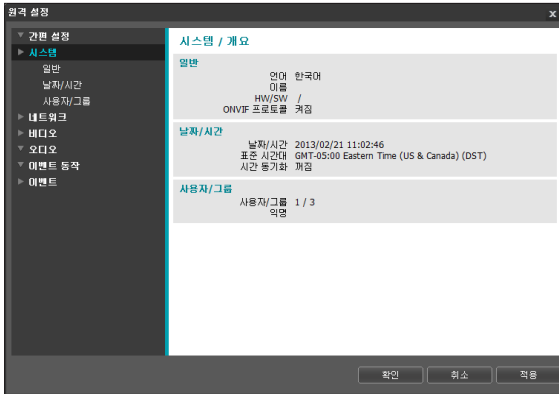 원격 설정
x
간편 설정
시스템
일반
날짜/시간
사용자/그룹
네트워크
비디오
오디오
이벤트 동작
이벤트
시스템 / 개요
일반
언어 한국어
이름
HW/SW /
ONVIF 프로토콜 켜짐
날짜/시간
날짜/시간 2013/02/21 11:02:46
표준 시간대 GMT-05:00 Eastern Time (US & Canada) (DST)
시간 동기화 꺼짐
사용자/그룹
사용자/그룹 1 / 3
익명
확인 취소 적용